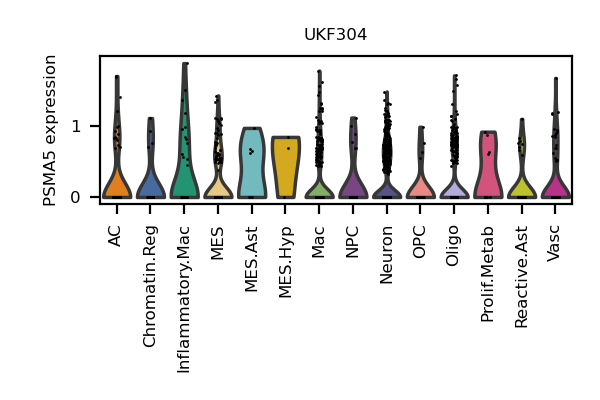 UKF304
PSMA5 expression
1
0
AC
Chromatin.Reg
Inflammatory.Mac
MES
MES.Ast
MES.Hyp
Mac
NPC
Neuron
OPC
Oligo
Prolif.Metab
Reactive.Ast
Vasc